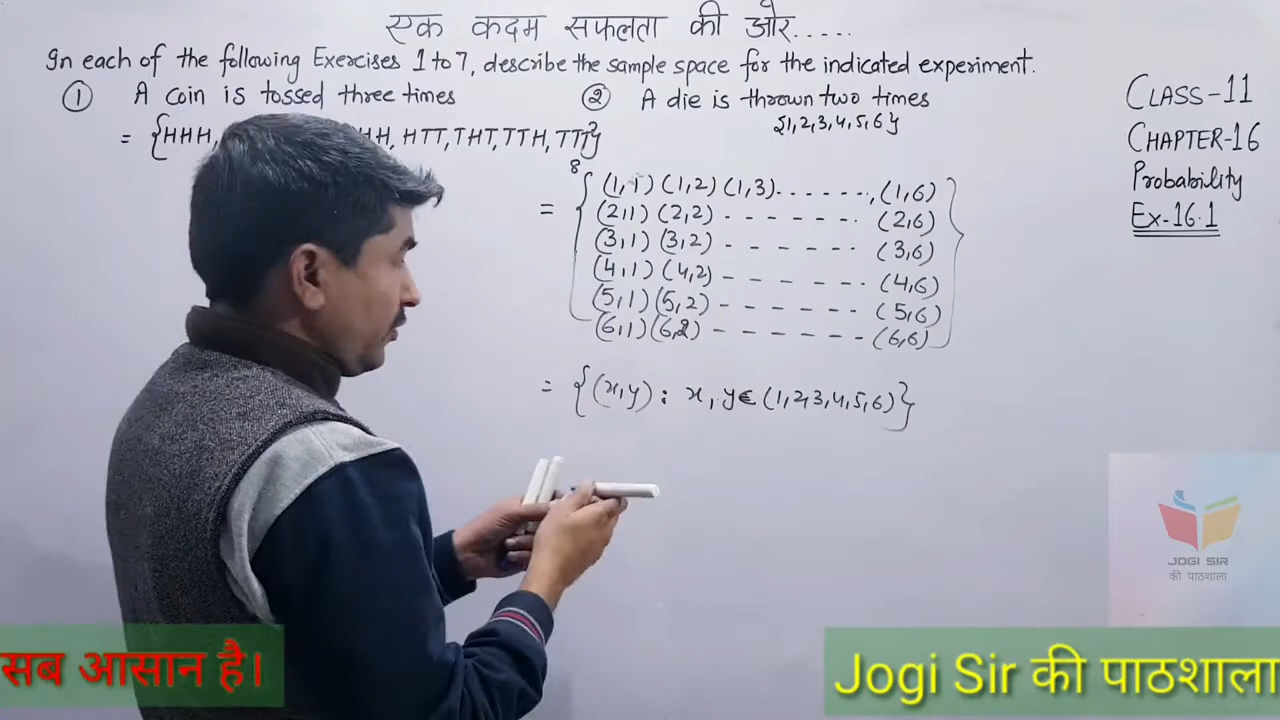 एक कदम सफलता की ओर.....
In each of the following Exercises 1 to 7, describe the sample space for the indicated experiment.
① A coin is tossed three times
= {HHH, HH, HTT, THT, TTH, TTT}
8
② A die is thrown two times
{1,2,3,4,5,6}
= { (1,1) (1,2) (1,3)......., (1,6)
(2,1) (2,2) - - - - - - - (2,6)
(3,1) (3,2) - - - - - - - (3,6)
(4,1) (4,2) - - - - - - - (4,6)
(5,1) (5,2) - - - - - - - (5,6)
(6,1) (6,2) - - - - - - - (6,6) }
= {(x,y) : x, y ∈ (1,2,3,4,5,6)}
CLASS-11
CHAPTER-16
Probability
Ex-16.1
JOGI SIR
की पाठशाला
सब आसान है।
Jogi Sir की पाठशाला